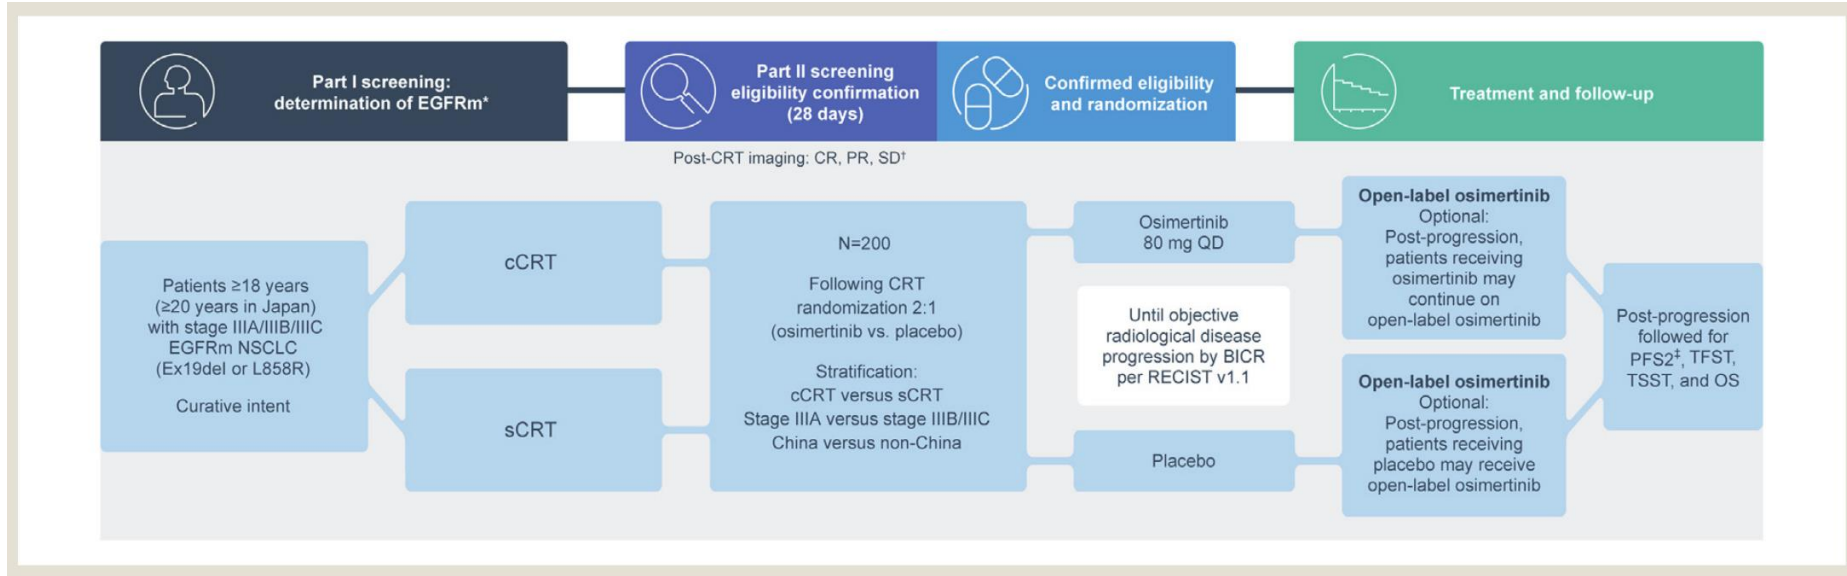 Part I screening:
determination of EGFRm*
Part II screening
eligibility confirmation
(28 days)
Confirmed eligibility
and randomization
Treatment and follow-up
Post-CRT imaging: CR, PR, SD†
Patients ≥18 years
(≥20 years in Japan)
with stage IIIA/IIIB/IIIC
EGFRm NSCLC
(Ex19del or L858R)
Curative intent
cCRT
sCRT
N=200
Following CRT
randomization 2:1
(osimertinib vs. placebo)
Stratification:
cCRT versus sCRT
Stage IIIA versus stage IIIB/IIIC
China versus non-China
Osimertinib
80 mg QD
Until objective
radiological disease
progression by BICR
per RECIST v1.1
Placebo
Open-label osimertinib
Optional:
Post-progression,
patients receiving
osimertinib may
continue on
open-label osimertinib
Open-label osimertinib
Optional:
Post-progression,
patients receiving
placebo may receive
open-label osimertinib
Post-progression
followed for
PFS2‡, TFST,
TSST, and OS